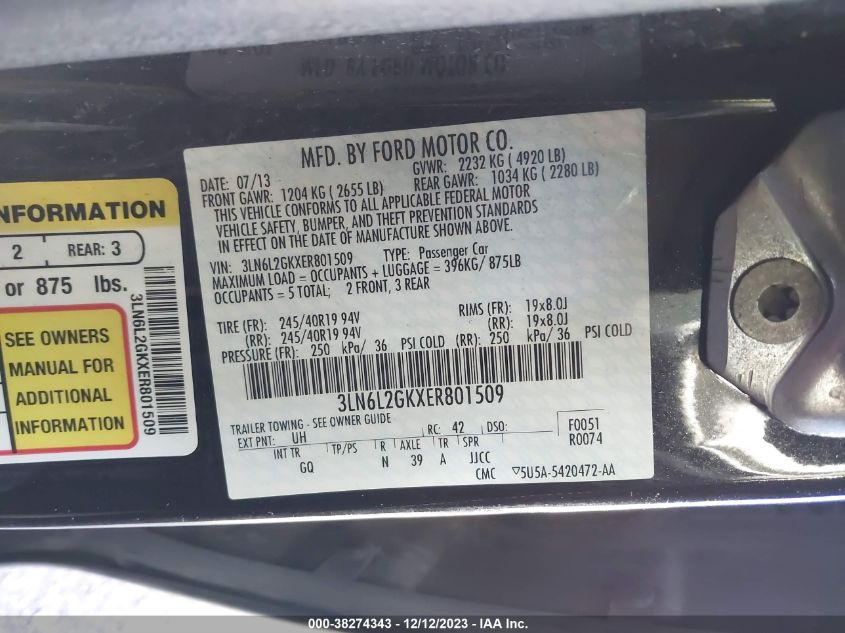 MFD. BY FORD MOTOR CO.
DATE: 07/13
GVWR: 2232 KG ( 4920 LB)
FRONT GAWR: 1204 KG ( 2655 LB)
REAR GAWR: 1034 KG ( 2280 LB)
THIS VEHICLE CONFORMS TO ALL APPLICABLE FEDERAL MOTOR
VEHICLE SAFETY, BUMPER, AND THEFT PREVENTION STANDARDS
IN EFFECT ON THE DATE OF MANUFACTURE SHOWN ABOVE.
VIN: 3LN6L2GKXER801509 TYPE: Passenger Car
MAXIMUM LOAD = OCCUPANTS + LUGGAGE = 396KG/ 875LB
OCCUPANTS = 5 TOTAL; 2 FRONT, 3 REAR
TIRE (FR): 245/40R19 94V RIMS (FR): 19x8.0J
(RR): 245/40R19 94V (RR): 19x8.0J
PRESSURE (FR): 250 kPa/ 36 PSI COLD (RR): 250 kPa/ 36 PSI COLD
3LN6L2GKXER801509
TRAILER TOWING - SEE OWNER GUIDE
EXT PNT: UH RC: 42 DSO: F0051
R0074
INT TR TP/PS R AXLE TR SPR
GQ N 39 A JJCC
CMC 5U5A-5420472-AA
INFORMATION
2 REAR: 3
or 875 lbs.
SEE OWNERS
MANUAL FOR
ADDITIONAL
INFORMATION
3LN6L2GKXER801509
000-38274343 - 12/12/2023 - IAA Inc.